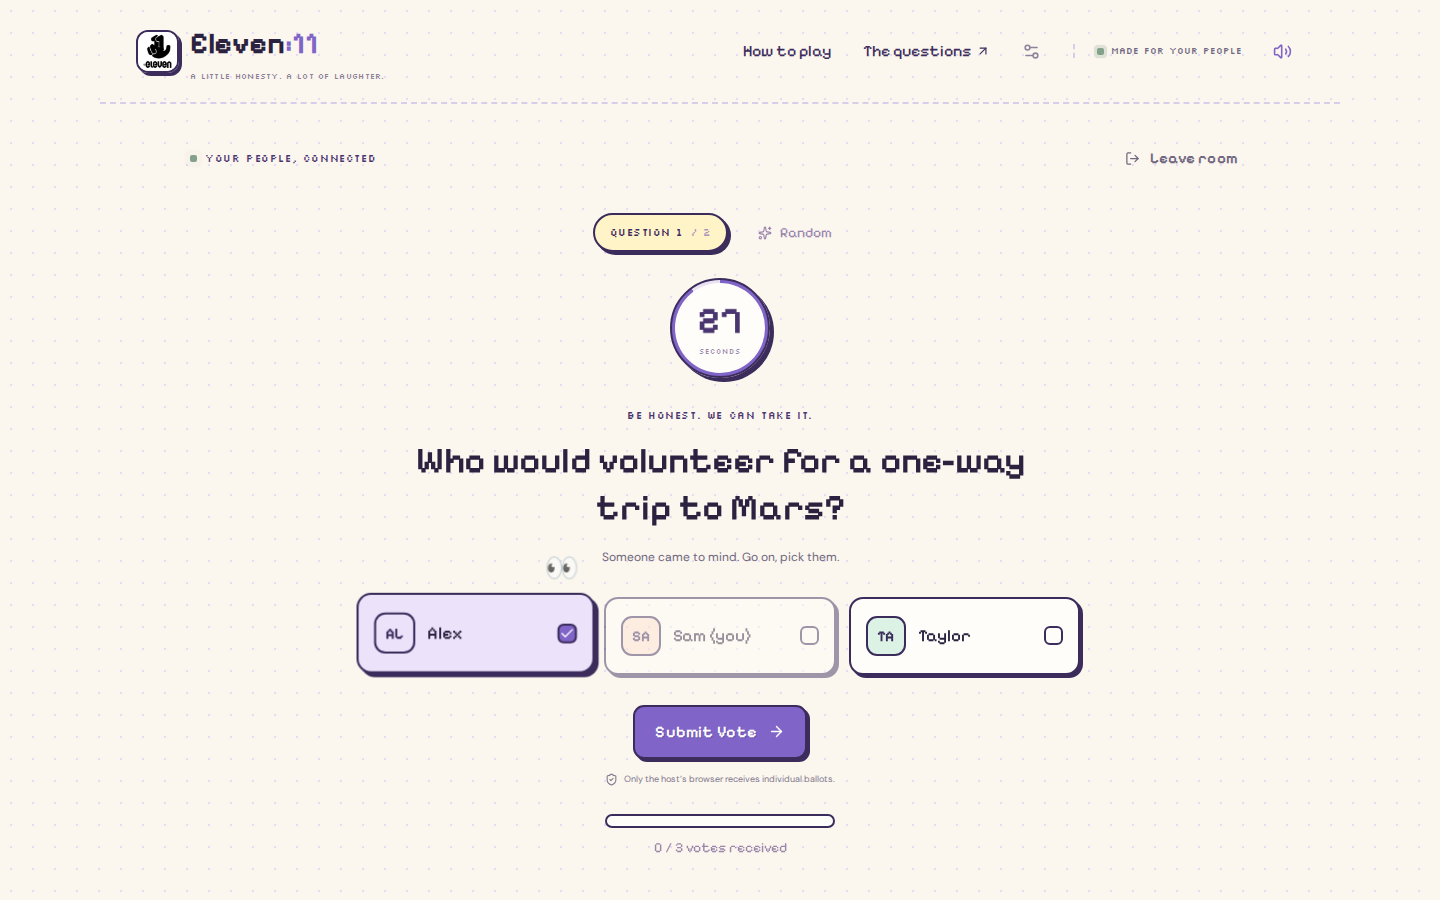 eleven
Eleven:11
A LITTLE HONESTY. A LOT OF LAUGHTER.
How to play
The questions
MADE FOR YOUR PEOPLE
YOUR PEOPLE, CONNECTED
Leave room
QUESTION 1 / 2
Random
27
SECONDS
BE HONEST. WE CAN TAKE IT.
Who would volunteer for a one-way
trip to Mars?
Someone came to mind. Go on, pick them.
AL Alex
SA Sam (you)
TA Taylor
Submit Vote
Only the host's browser receives individual ballots.
0 / 3 votes received